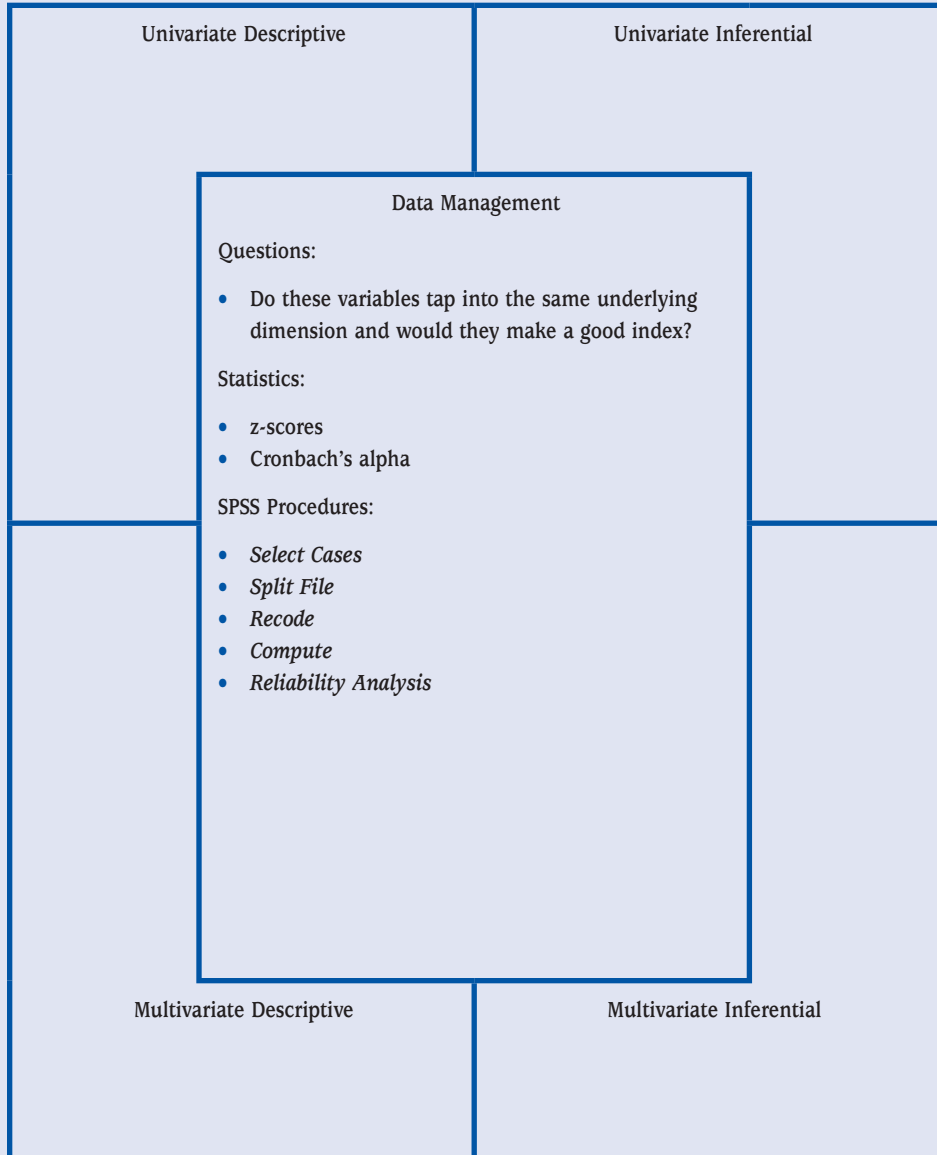 Univariate Descriptive
Univariate Inferential
Data Management
Questions:
• Do these variables tap into the same underlying
dimension and would they make a good index?
Statistics:
• z-scores
• Cronbach's alpha
SPSS Procedures:
• Select Cases
• Split File
• Recode
• Compute
• Reliability Analysis
Multivariate Descriptive
Multivariate Inferential